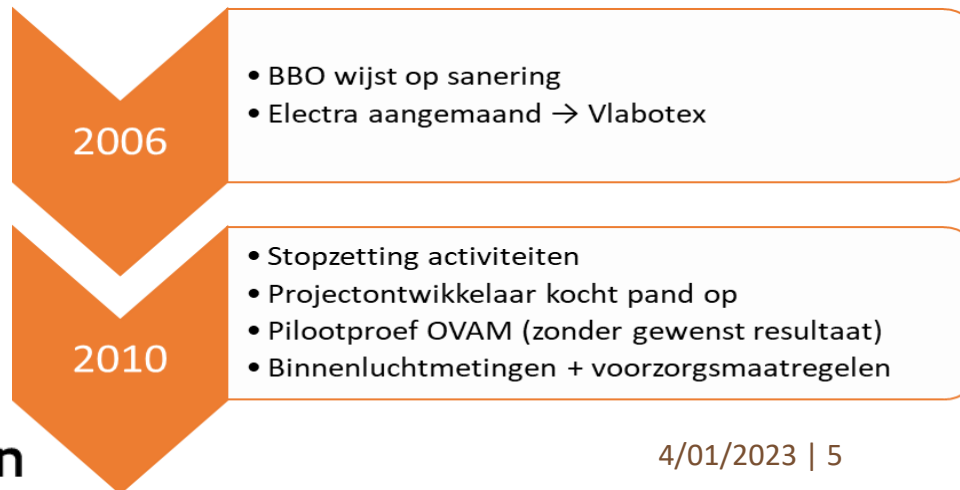 2006
• BBO wijst op sanering
• Electra aangemaand → Vlabotex
2010
• Stopzetting activiteiten
• Projectontwikkelaar kocht pand op
• Pilootproef OVAM (zonder gewenst resultaat)
• Binnenluchtmetingen + voorzorgsmaatregelen
n
4/01/2023 | 5